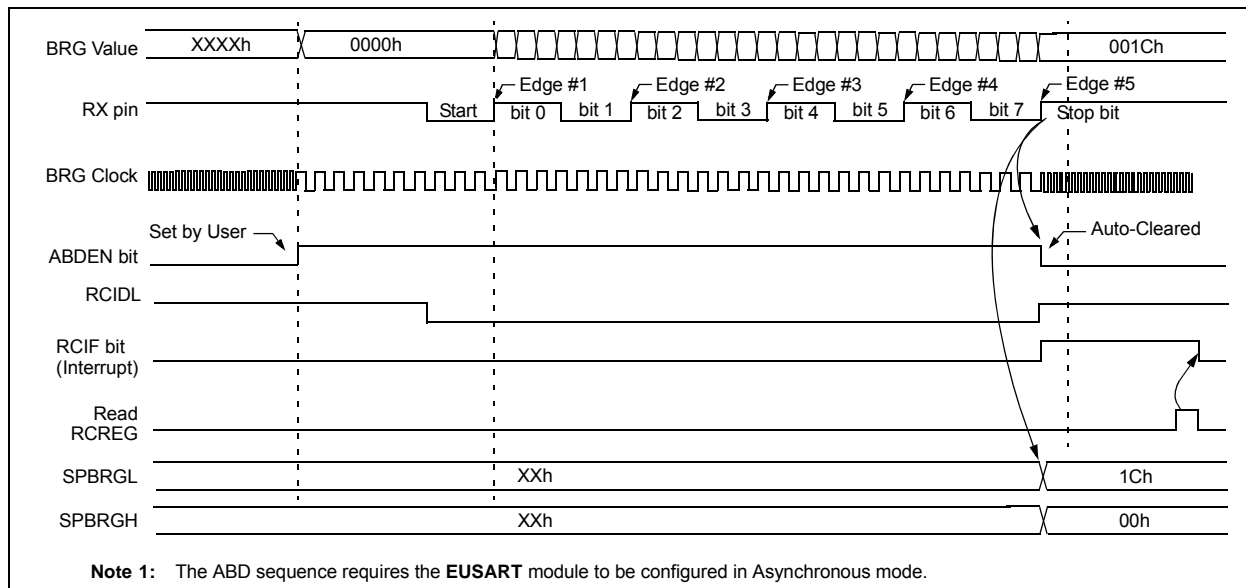 BRG Value XXXXh 0000h 001Ch
Edge #1 Edge #2 Edge #3 Edge #4 Edge #5
RX pin Start bit 0 bit 1 bit 2 bit 3 bit 4 bit 5 bit 6 bit 7 Stop bit
BRG Clock
Set by User Auto-Cleared
ABDEN bit
RCIDL
RCIF bit
(Interrupt)
Read
RCREG
SPBRGL XXh 1Ch
SPBRGH XXh 00h
Note 1: The ABD sequence requires the EUSART module to be configured in Asynchronous mode.